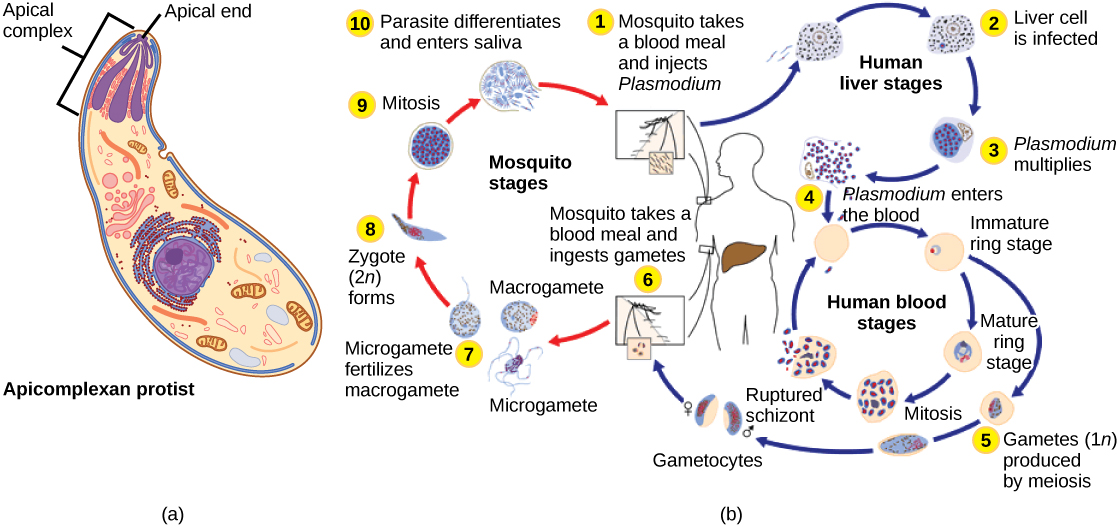 Apical
complex
Apical end
Apicomplexan protist
(a)
10 Parasite differentiates
and enters saliva
1 Mosquito takes
a blood meal
and injects
Plasmodium
2 Liver cell
is infected
Human
liver stages
9 Mitosis
Mosquito
stages
3 Plasmodium
multiplies
4 Plasmodium enters
the blood
Immature
ring stage
8
Zygote
(2n)
forms
Mosquito takes a
blood meal and
ingests gametes
6
Human blood
stages
Macrogamete
Mature
ring
stage
Microgamete 7
fertilizes
macrogamete
Microgamete
Ruptured
schizont
Mitosis
♀
♂
Gametocytes
5 Gametes (1n)
produced
by meiosis
(b)